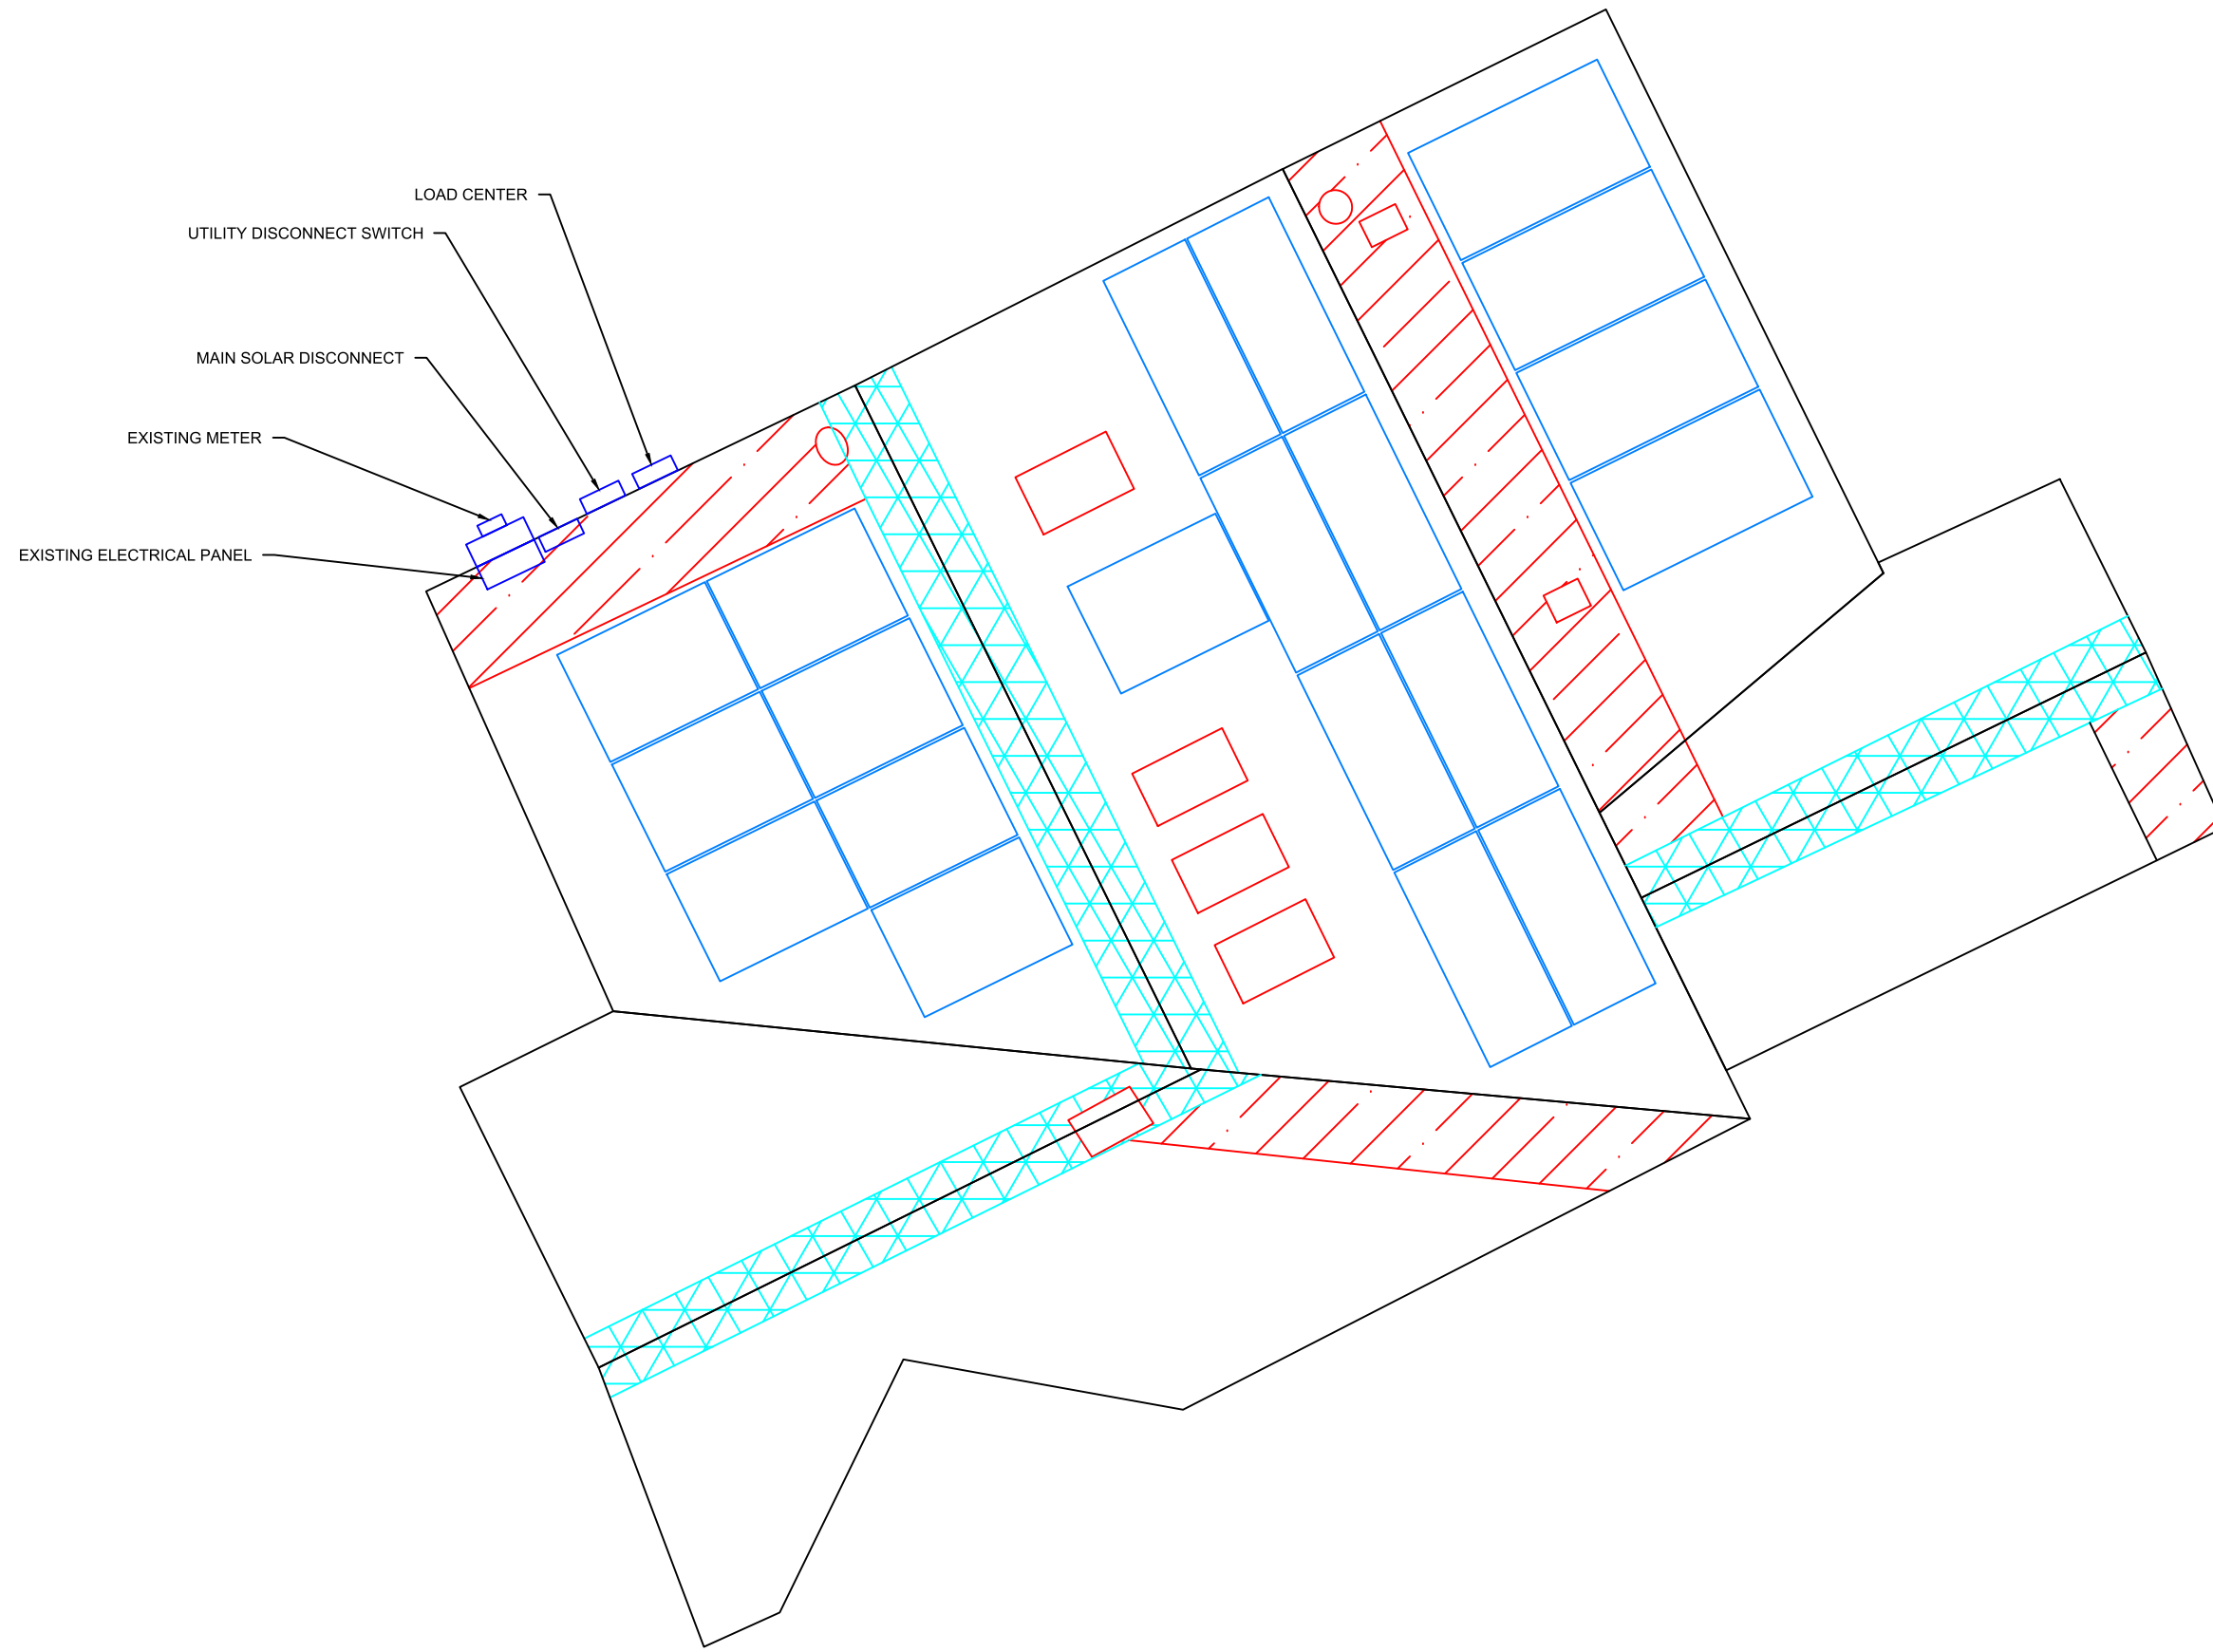 LOAD CENTER
UTILITY DISCONNECT SWITCH
MAIN SOLAR DISCONNECT
EXISTING METER
EXISTING ELECTRICAL PANEL